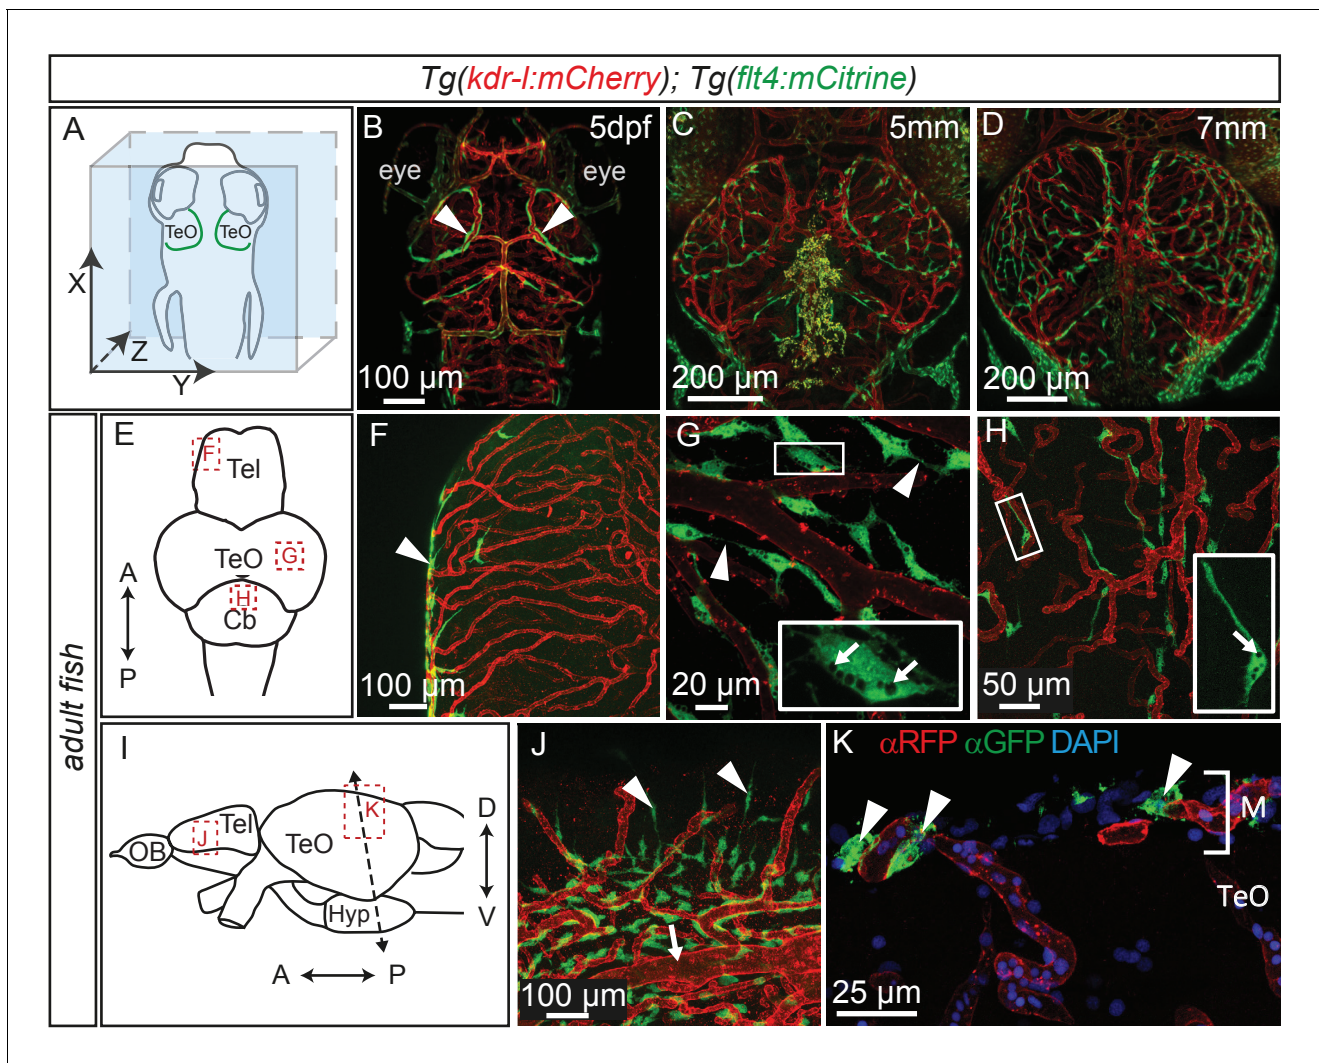 Tg(kdr-l:mCherry); Tg(flt4:mCitrine)
A
TeO TeO
X
Z
Y
B 5dpf
eye eye
100 µm
C 5mm
200 µm
D 7mm
200 µm
adult fish
E
F
Tel
TeO G
A
H
Cb
P
F
100 µm
G
20 µm
H
50 µm
I
K
J Tel
TeO
OB
D
Hyp
V
A P
J
100 µm
K αRFP αGFP DAPI
M
TeO
25 µm